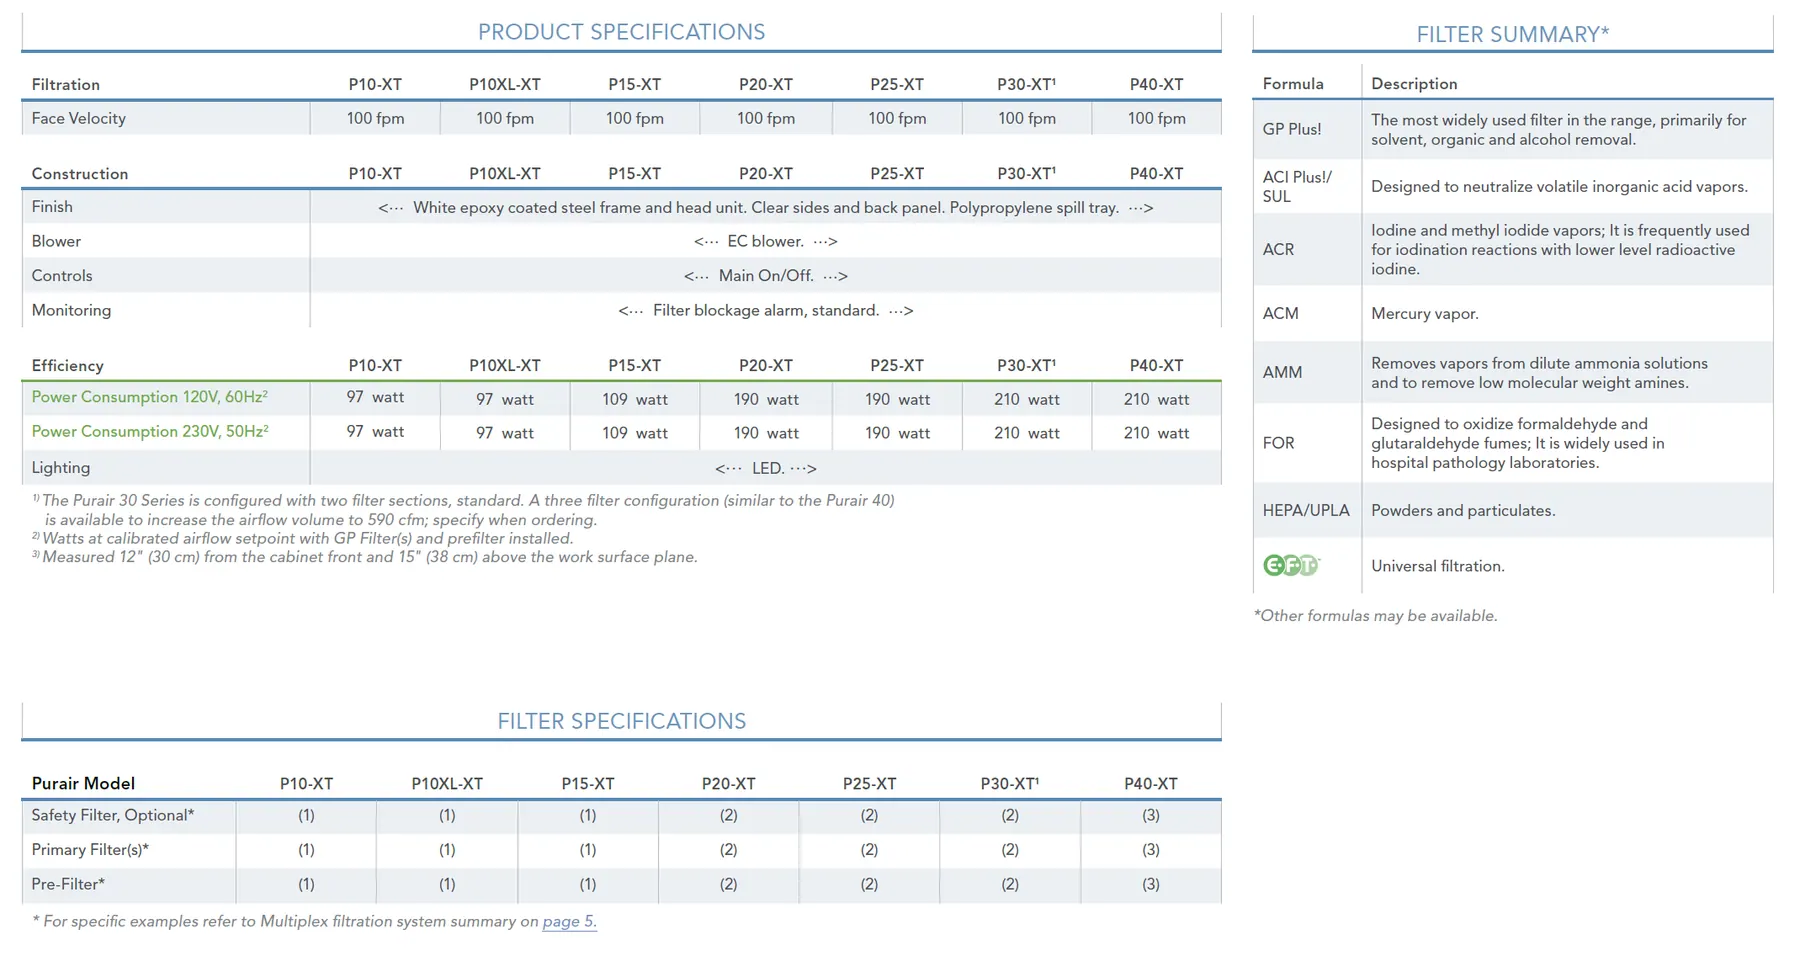 PRODUCT SPECIFICATIONS
Filtration P10-XT P10XL-XT P15-XT P20-XT P25-XT P30-XT¹ P40-XT
Face Velocity 100 fpm 100 fpm 100 fpm 100 fpm 100 fpm 100 fpm 100 fpm
Construction P10-XT P10XL-XT P15-XT P20-XT P25-XT P30-XT¹ P40-XT
Finish <··· White epoxy coated steel frame and head unit. Clear sides and back panel. Polypropylene spill tray. ···>
Blower <··· EC blower. ···>
Controls <··· Main On/Off. ···>
Monitoring <··· Filter blockage alarm, standard. ···>
Efficiency P10-XT P10XL-XT P15-XT P20-XT P25-XT P30-XT¹ P40-XT
Power Consumption 120V, 60Hz² 97 watt 97 watt 109 watt 190 watt 190 watt 210 watt 210 watt
Power Consumption 230V, 50Hz² 97 watt 97 watt 109 watt 190 watt 190 watt 210 watt 210 watt
Lighting <··· LED. ···>
¹⁾ The Purair 30 Series is configured with two filter sections, standard. A three filter configuration (similar to the Purair 40)
is available to increase the airflow volume to 590 cfm; specify when ordering.
²⁾ Watts at calibrated airflow setpoint with GP Filter(s) and prefilter installed.
³⁾ Measured 12" (30 cm) from the cabinet front and 15" (38 cm) above the work surface plane.
FILTER SUMMARY*
Formula Description
GP Plus! The most widely used filter in the range, primarily for
solvent, organic and alcohol removal.
ACI Plus!/
SUL Designed to neutralize volatile inorganic acid vapors.
ACR Iodine and methyl iodide vapors; It is frequently used
for iodination reactions with lower level radioactive
iodine.
ACM Mercury vapor.
AMM Removes vapors from dilute ammonia solutions
and to remove low molecular weight amines.
FOR Designed to oxidize formaldehyde and
glutaraldehyde fumes; It is widely used in
hospital pathology laboratories.
HEPA/UPLA Powders and particulates.
E·F·T·™ Universal filtration.
*Other formulas may be available.
FILTER SPECIFICATIONS
Purair Model P10-XT P10XL-XT P15-XT P20-XT P25-XT P30-XT¹ P40-XT
Safety Filter, Optional* (1) (1) (1) (2) (2) (2) (3)
Primary Filter(s)* (1) (1) (1) (2) (2) (2) (3)
Pre-Filter* (1) (1) (1) (2) (2) (2) (3)
* For specific examples refer to Multiplex filtration system summary on page 5.